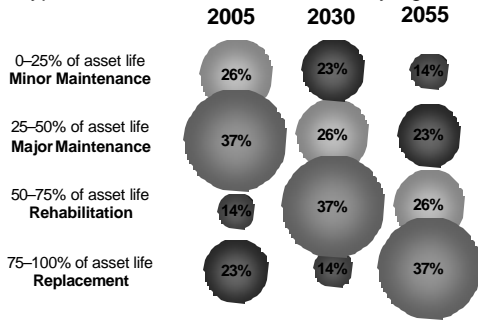 2005 2030 2055
0–25% of asset life
Minor Maintenance
26% 23% 14%
25–50% of asset life
Major Maintenance
37% 26% 23%
50–75% of asset life
Rehabilitation
14% 37% 26%
75–100% of asset life
Replacement
23% 14% 37%